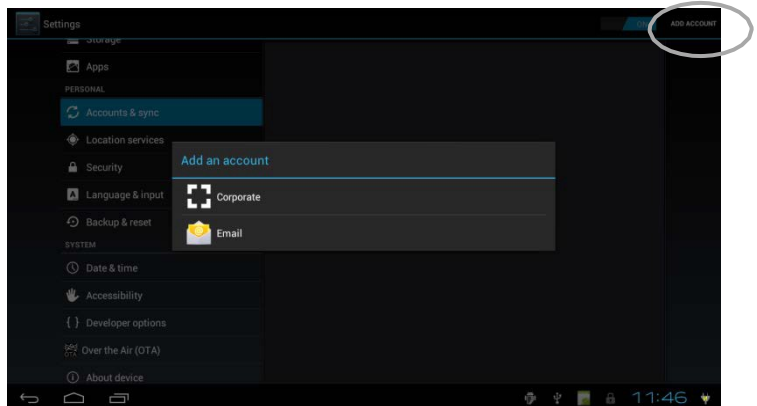 Settings
ON
ADD ACCOUNT
Storage
Apps
PERSONAL
Accounts & sync
Location services
Security
Language & input
Backup & reset
SYSTEM
Date & time
Accessibility
{ } Developer options
Over the Air (OTA)
About device
Add an account
Corporate
Email
11:46